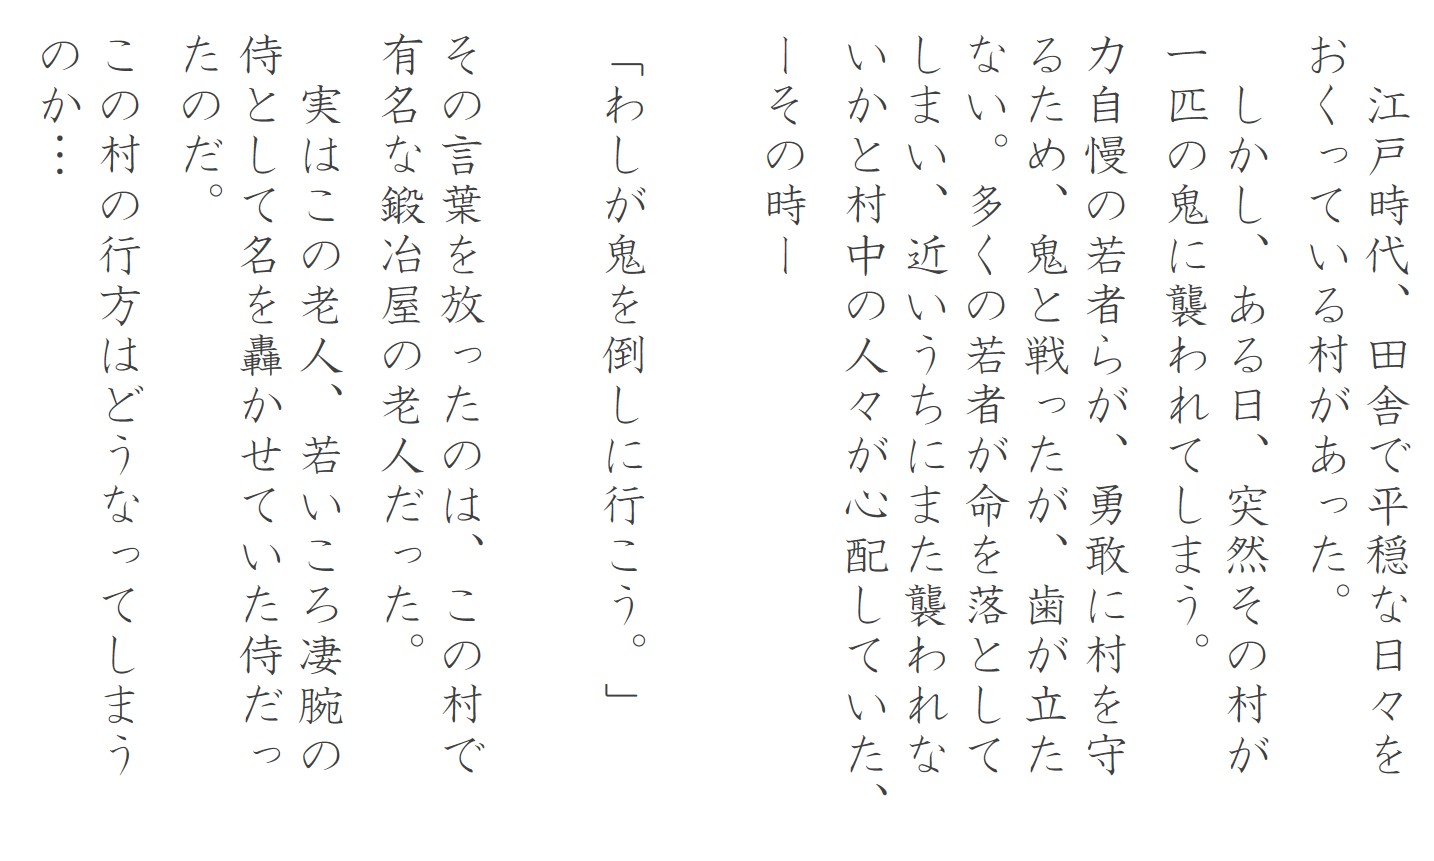 江戸時代、田舎で平穏な日々を
おくっている村があった。
しかし、ある日、突然その村が
一匹の鬼に襲われてしまう。
力自慢の若者らが、勇敢に村を守
るため、鬼と戦ったが、歯が立た
ない。多くの若者が命を落として
しまい、近いうちにまた襲われな
いかと村中の人々が心配していた、
ーその時ー
「わしが鬼を倒しに行こう。」
その言葉を放ったのは、この村で
有名な鍛冶屋の老人だった。
実はこの老人、若いころ凄腕の
侍として名を轟かせていた侍だっ
たのだ。
この村の行方はどうなってしまう
のか…